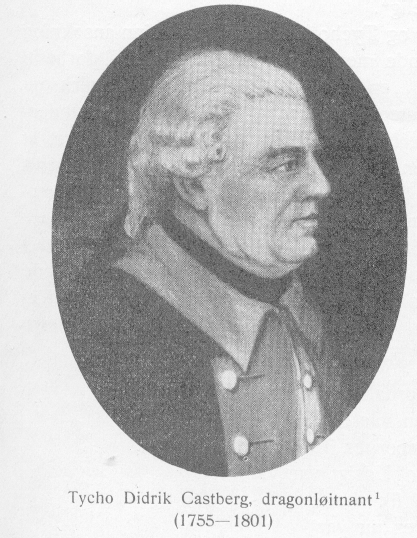 Tycho Didrik Castberg, dragonløitnant¹
(1755—1801)